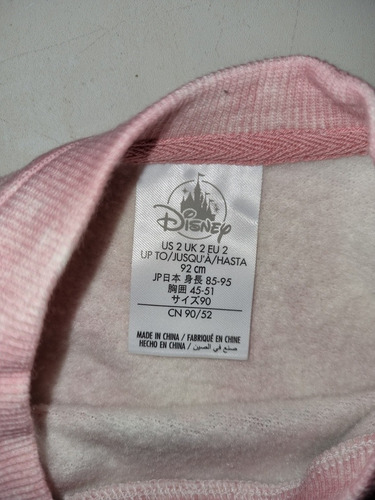 Disney
US 2 UK 2 EU 2
UP TO/JUSQU'À/HASTA
92 cm
JP日本 身長 85-95
胸囲 45-51
サイズ90
CN 90/52
MADE IN CHINA / FABRIQUÉ EN CHINE
HECHO EN CHINA / صنع في الصين